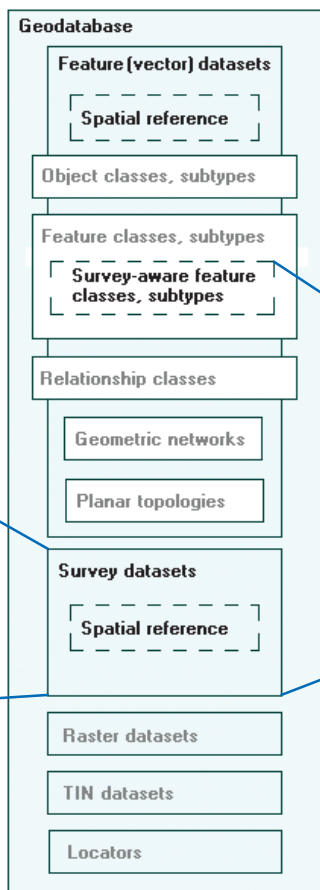 Geodatabase
Feature (vector) datasets
Spatial reference
Object classes, subtypes
Feature classes, subtypes
Survey-aware feature
classes, subtypes
Relationship classes
Geometric networks
Planar topologies
Survey datasets
Spatial reference
Raster datasets
TIN datasets
Locators